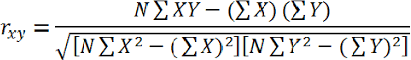 r_xy = (N ∑ XY − (∑ X) (∑ Y)) / √([N ∑ X² − (∑ X)²][N ∑ Y² − (∑ Y)²])